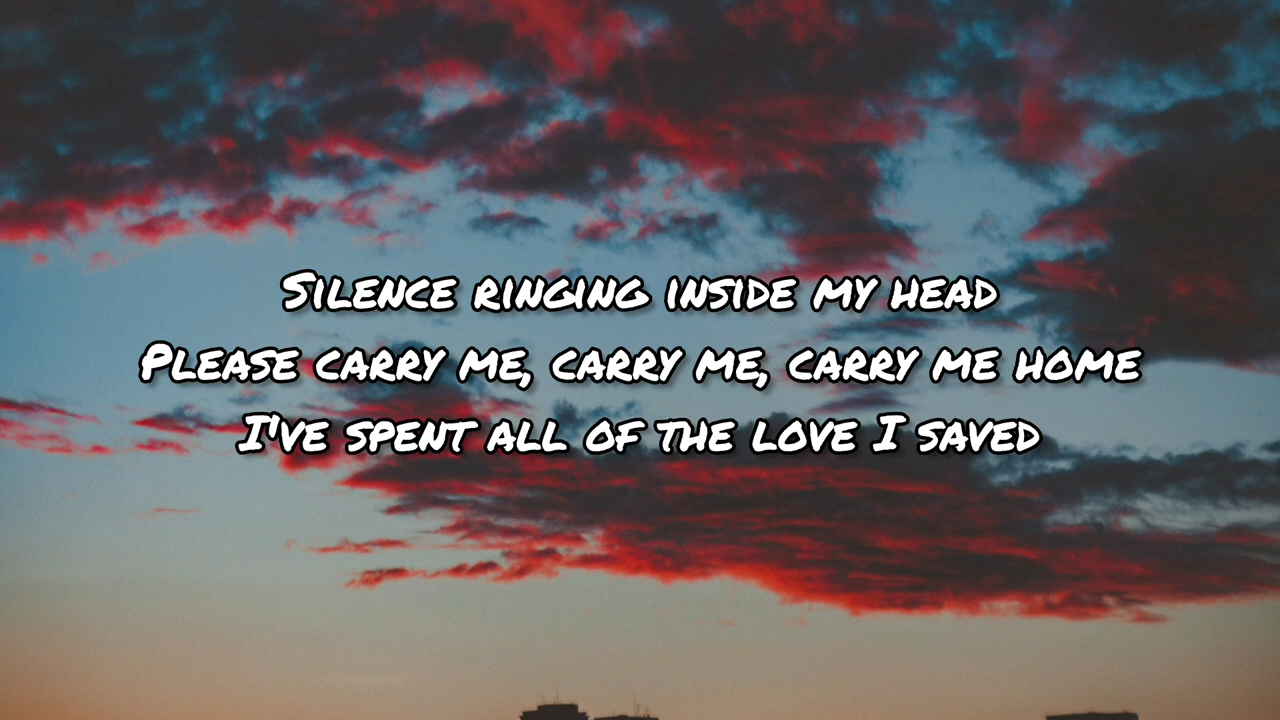 Silence ringing inside my head
Please carry me, carry me, carry me home
I've spent all of the love I saved